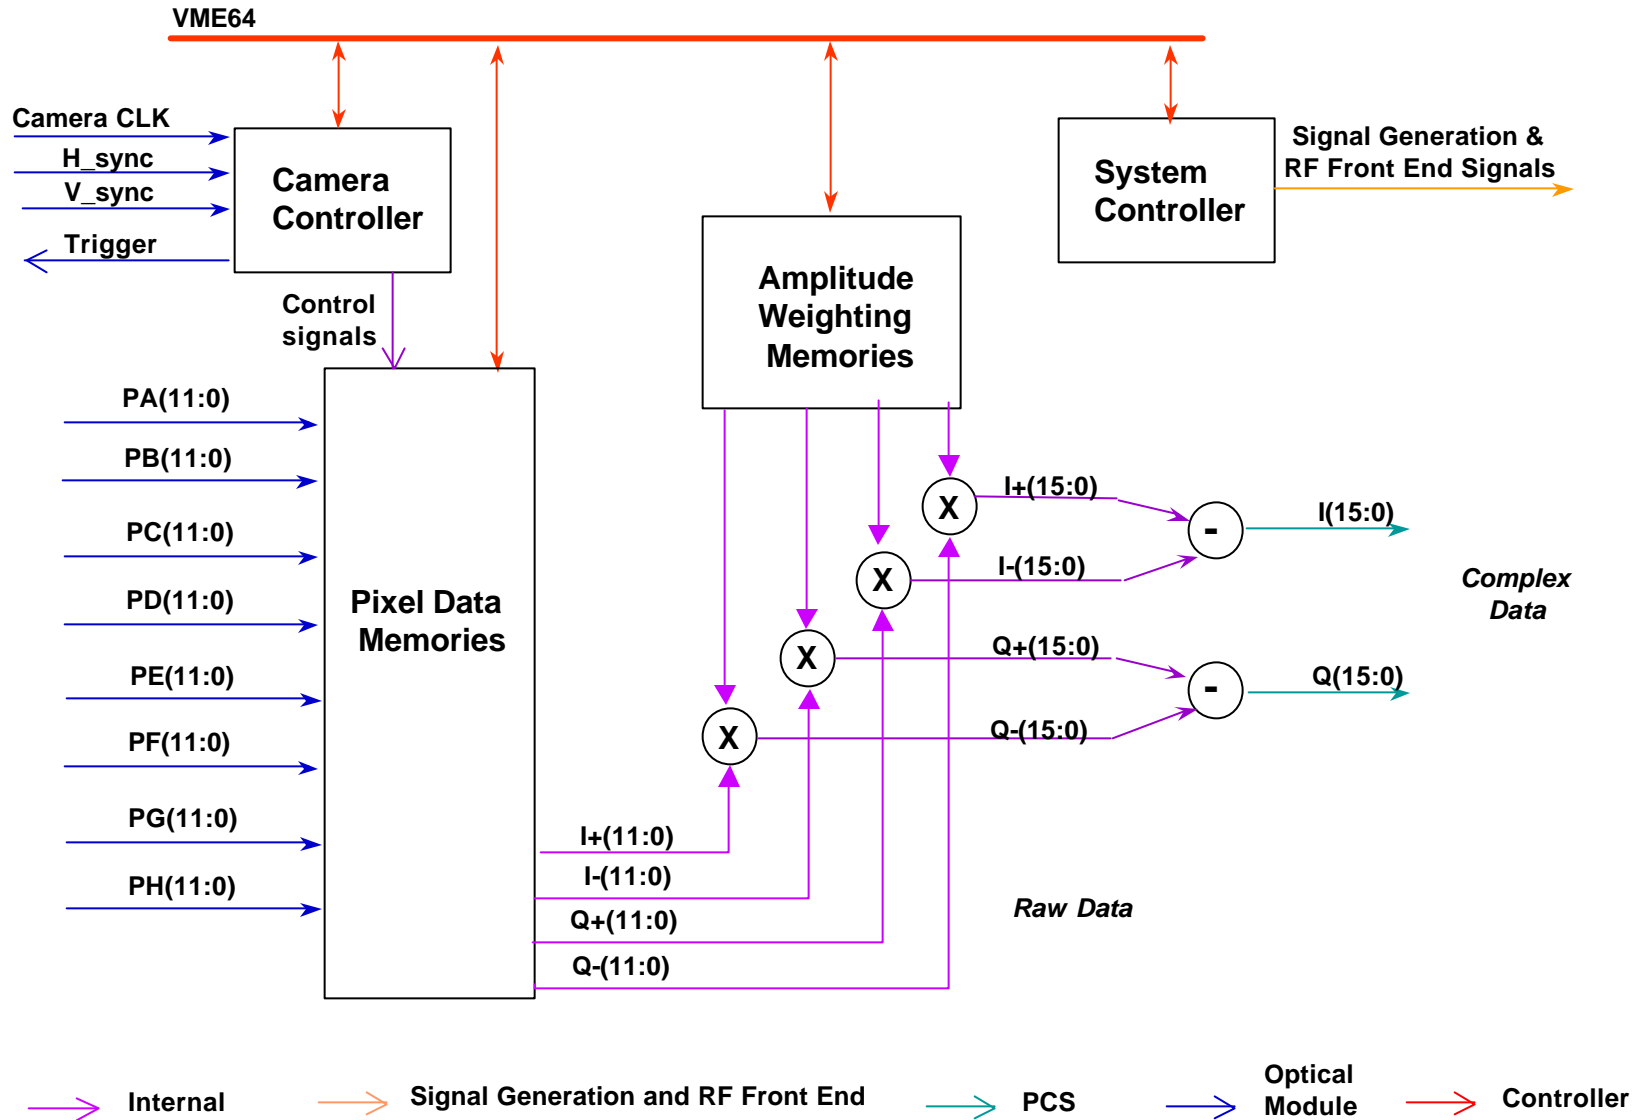 VME64
Camera CLK
H_sync
V_sync
Trigger
Camera
Controller
System
Controller
Signal Generation &
RF Front End Signals
Control
signals
Amplitude
Weighting
Memories
PA(11:0)
PB(11:0)
PC(11:0)
PD(11:0)
PE(11:0)
PF(11:0)
PG(11:0)
PH(11:0)
Pixel Data
Memories
X
X
X
X
I+(15:0)
I-(15:0)
Q+(15:0)
Q-(15:0)
-
-
I(15:0)
Q(15:0)
Complex
Data
I+(11:0)
I-(11:0)
Q+(11:0)
Q-(11:0)
Raw Data
Internal
Signal Generation and RF Front End
PCS
Optical
Module
Controller